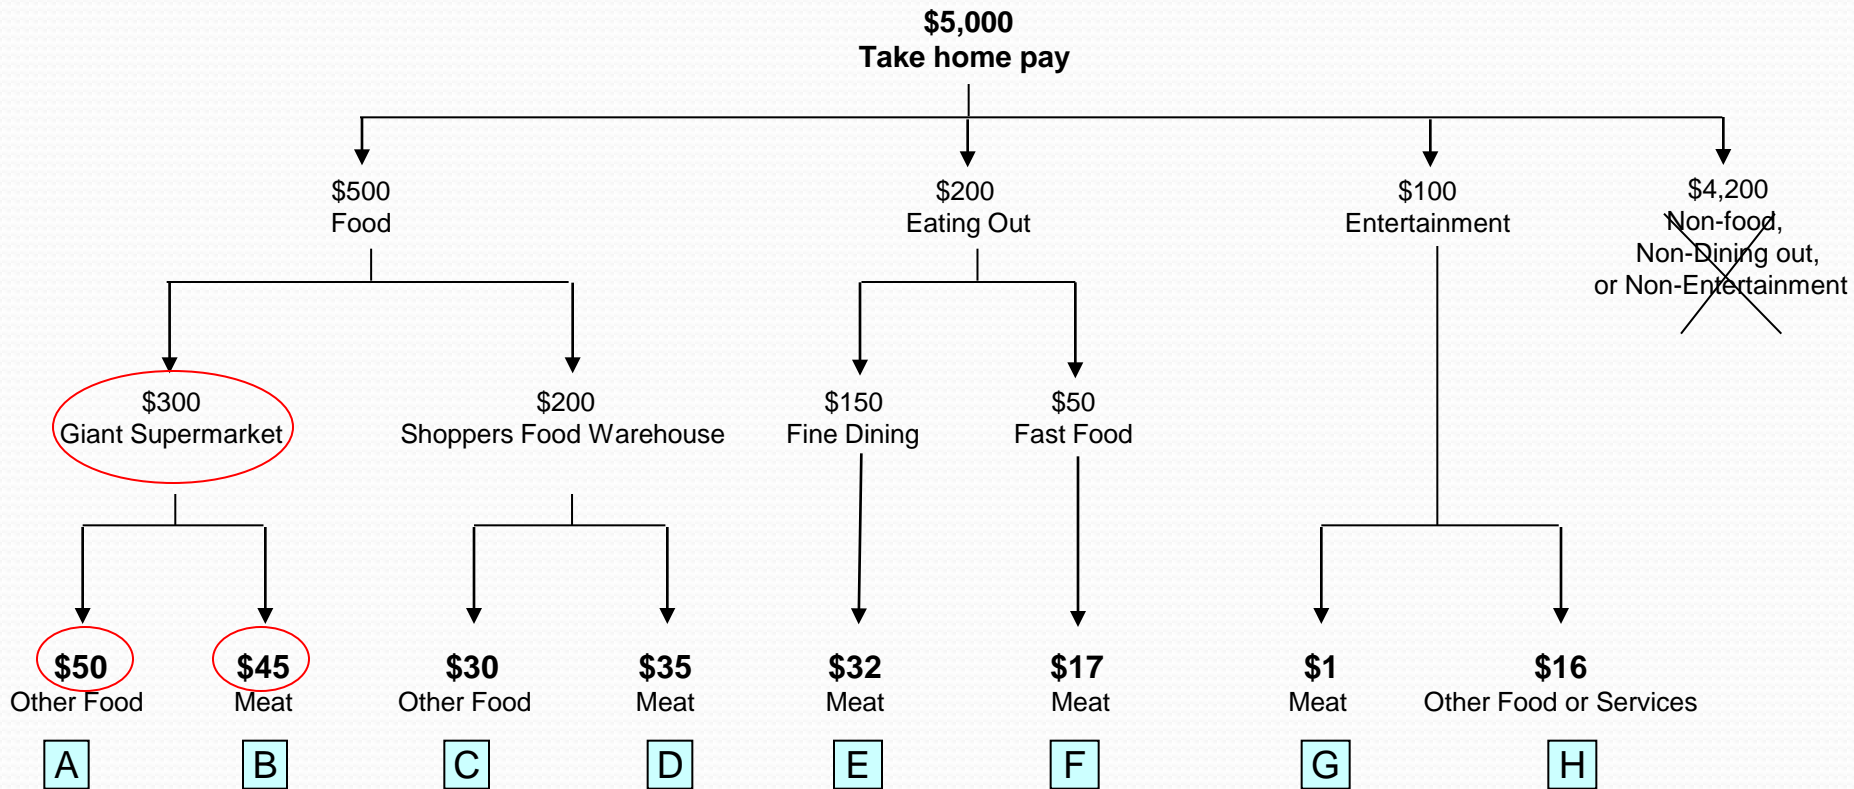 $5,000
Take home pay
$500
Food
$200
Eating Out
$100
Entertainment
$4,200
Non-food,
Non-Dining out,
or Non-Entertainment
$300
Giant Supermarket
$200
Shoppers Food Warehouse
$150
Fine Dining
$50
Fast Food
$50
Other Food
$45
Meat
$30
Other Food
$35
Meat
$32
Meat
$17
Meat
$1
Meat
$16
Other Food or Services
A
B
C
D
E
F
G
H